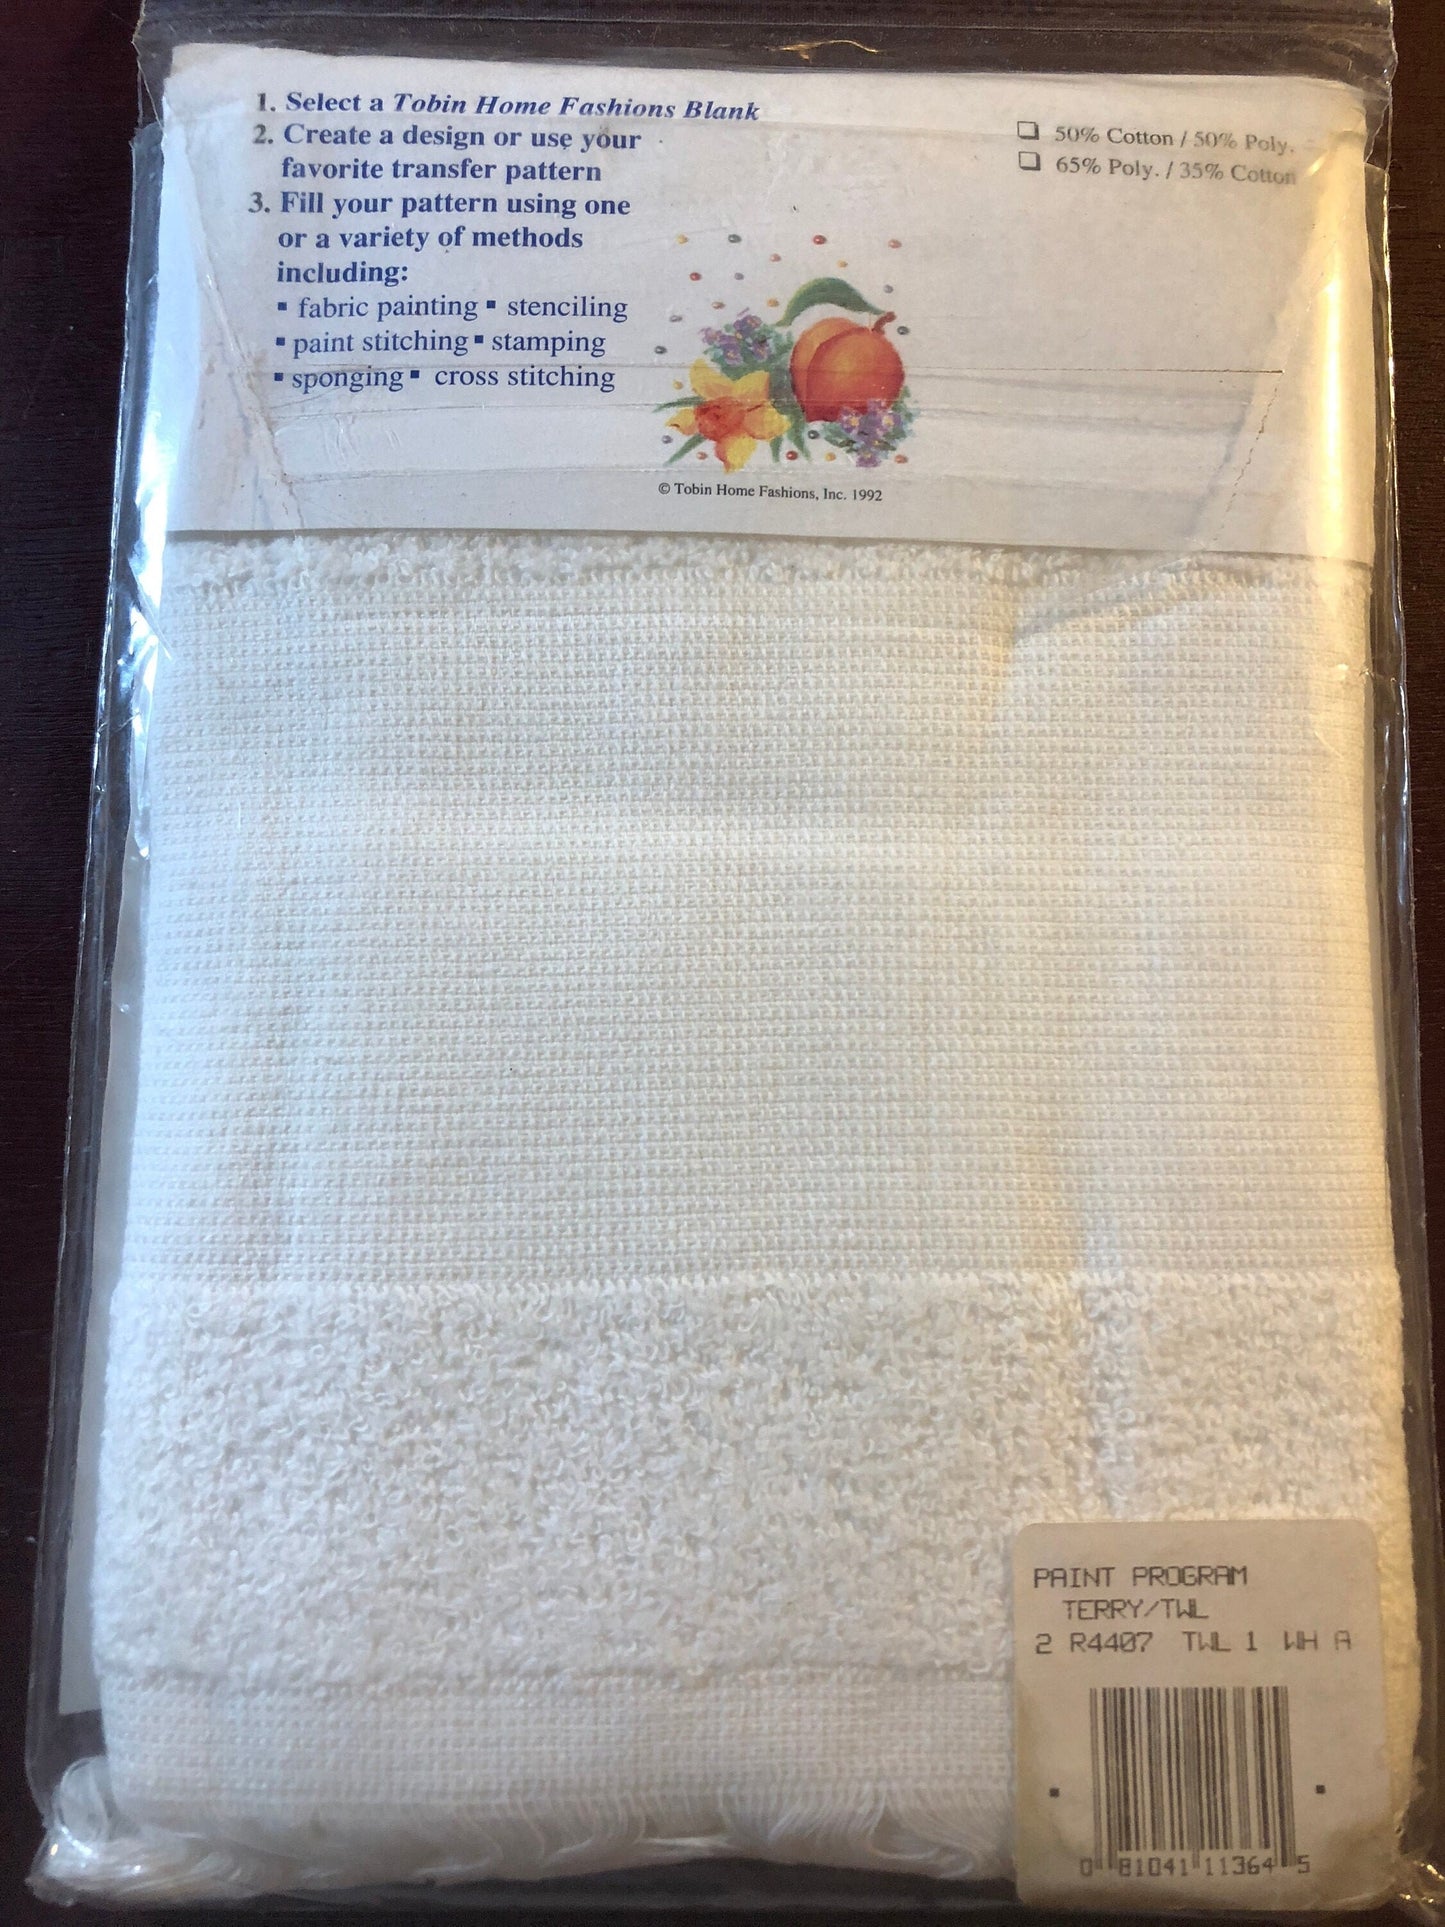 1. Select a Tobin Home Fashions Blank
2. Create a design or use your
favorite transfer pattern
3. Fill your pattern using one
or a variety of methods
including:
▪ fabric painting ▪ stenciling
▪ paint stitching ▪ stamping
▪ sponging ▪ cross stitching
❏ 50% Cotton / 50% Poly.
❏ 65% Poly. / 35% Cotton
© Tobin Home Fashions, Inc. 1992
PAINT PROGRAM
TERRY/TWL
2 R4407 TWL 1 WH A
0 81041 11364 5